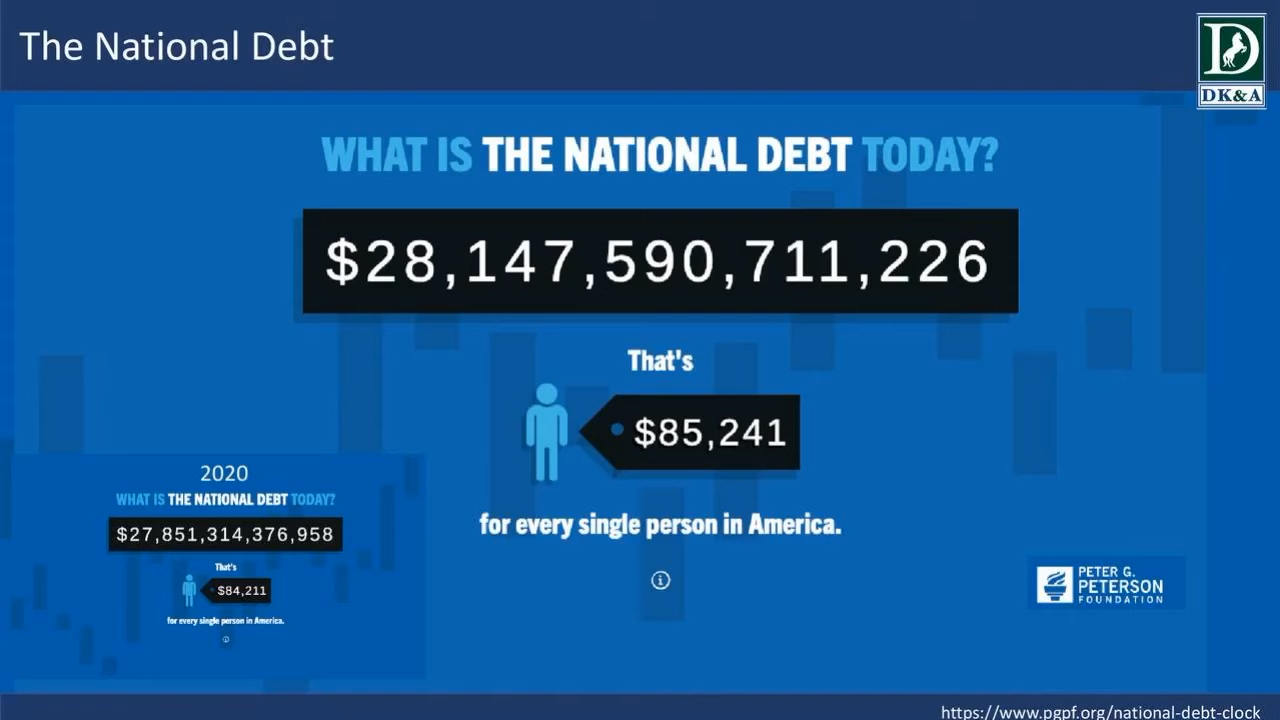 The National Debt
D
DK&A
WHAT IS THE NATIONAL DEBT TODAY?
$28,147,590,711,226
That's
$85,241
for every single person in America.
2020
WHAT IS THE NATIONAL DEBT TODAY?
$27,851,314,376,958
That's
$84,211
for every single person in America.
PETER G.
PETERSON
FOUNDATION
https://www.pgpf.org/national-debt-clock